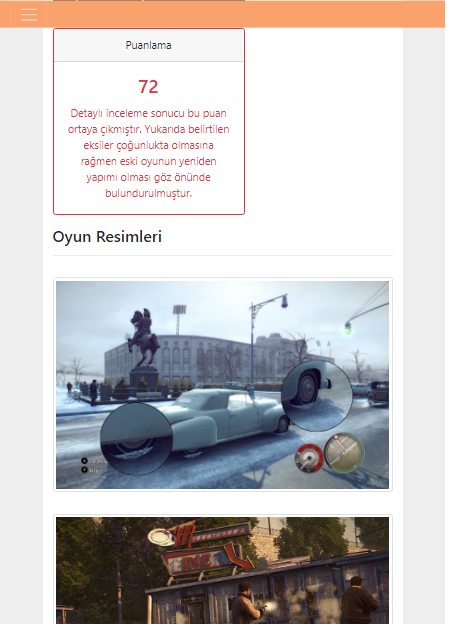 Puanlama
72
Detaylı inceleme sonucu bu puan
ortaya çıkmıştır. Yukarıda belirtilen
eksiler çoğunlukta olmasına
rağmen eski oyunun yeniden
yapımı olması göz önünde
bulundurulmuştur.
Oyun Resimleri